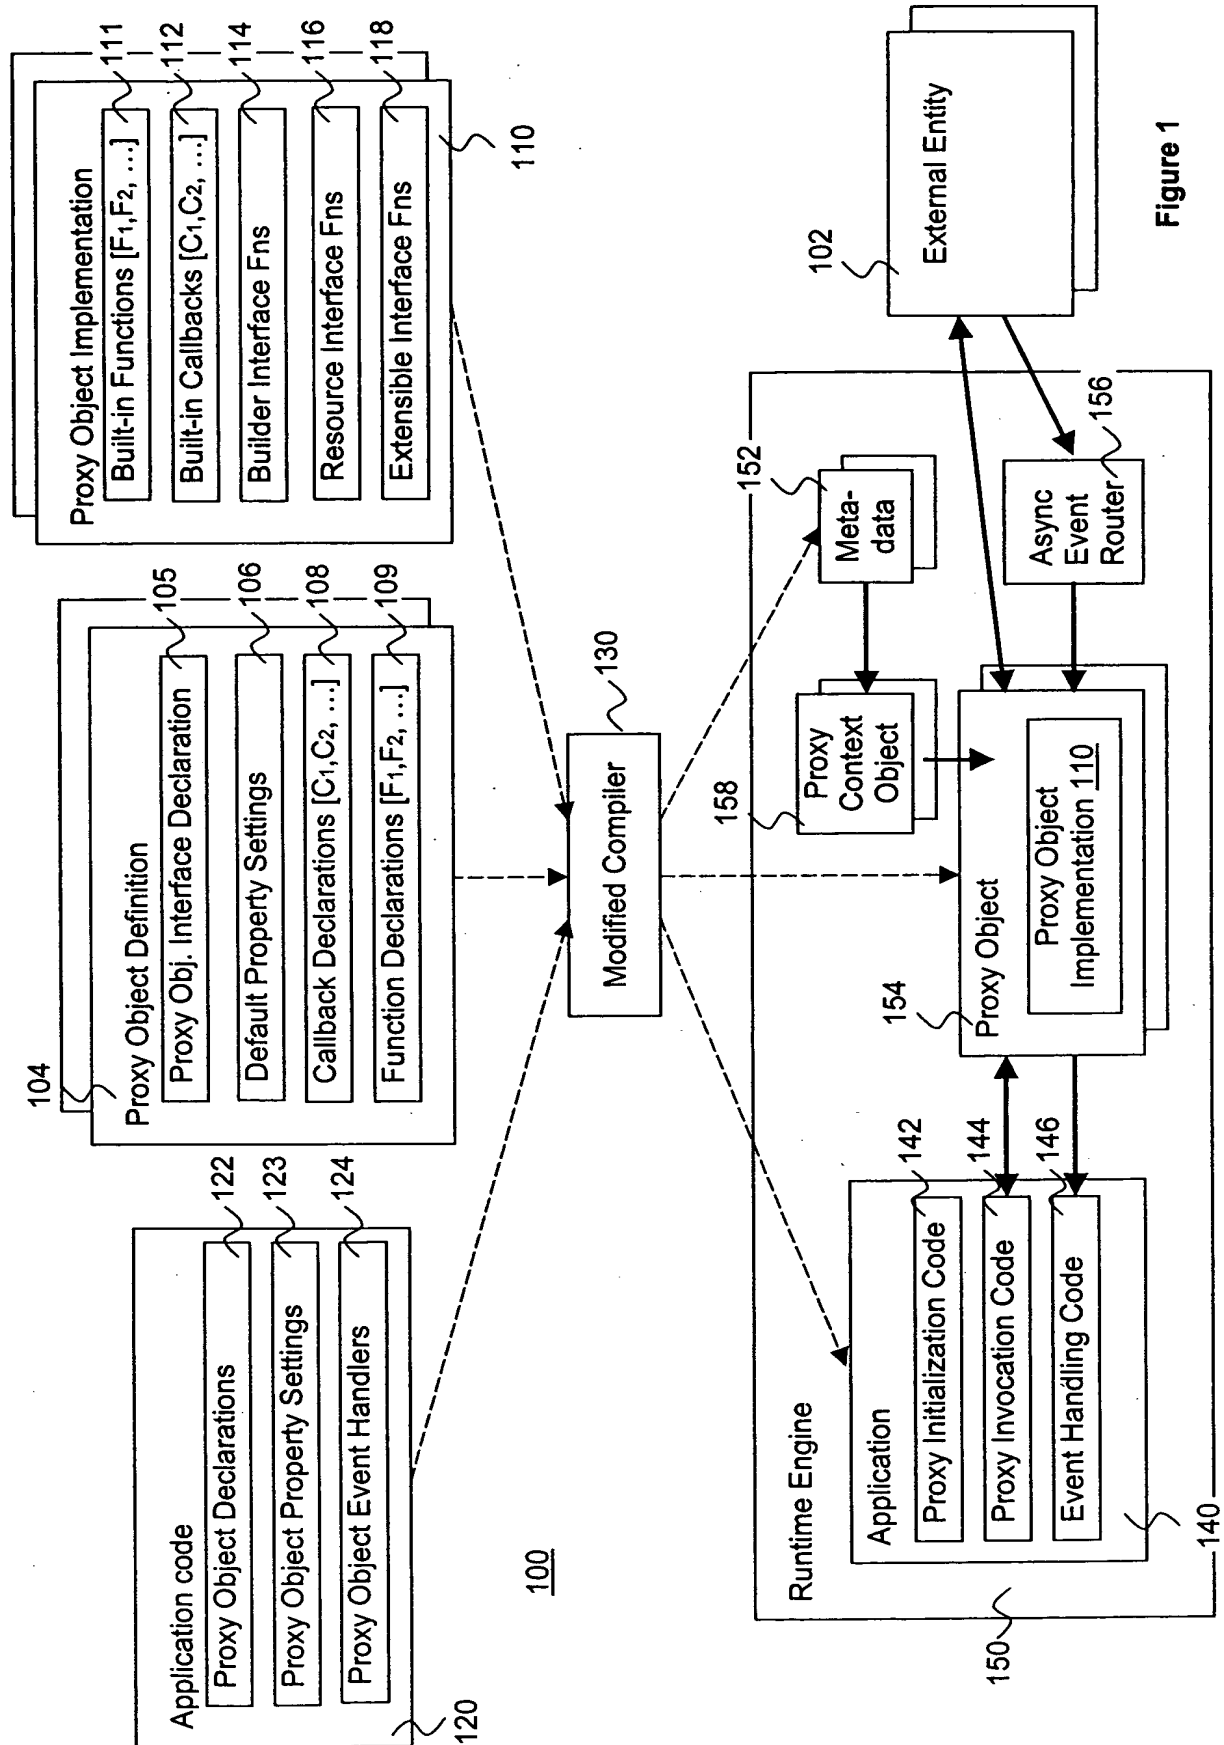 Application code
Proxy Object Declarations
122
Proxy Object Property Settings
123
Proxy Object Event Handlers
124
120
104
Proxy Object Definition
Proxy Obj. Interface Declaration
105
Default Property Settings
106
Callback Declarations [C1,C2, ...]
108
Function Declarations [F1,F2, ...]
109
Proxy Object Implementation
Built-in Functions [F1,F2, ...]
111
Built-in Callbacks [C1,C2, ...]
112
Builder Interface Fns
114
Resource Interface Fns
116
Extensible Interface Fns
118
110
100
Modified Compiler
130
Runtime Engine
150
Application
Proxy Initialization Code
142
Proxy Invocation Code
144
Event Handling Code
146
140
158
Proxy
Context
Object
Meta-
data
152
154
Proxy Object
Proxy Object
Implementation 110
Async
Event
Router
156
102
External Entity
Figure 1